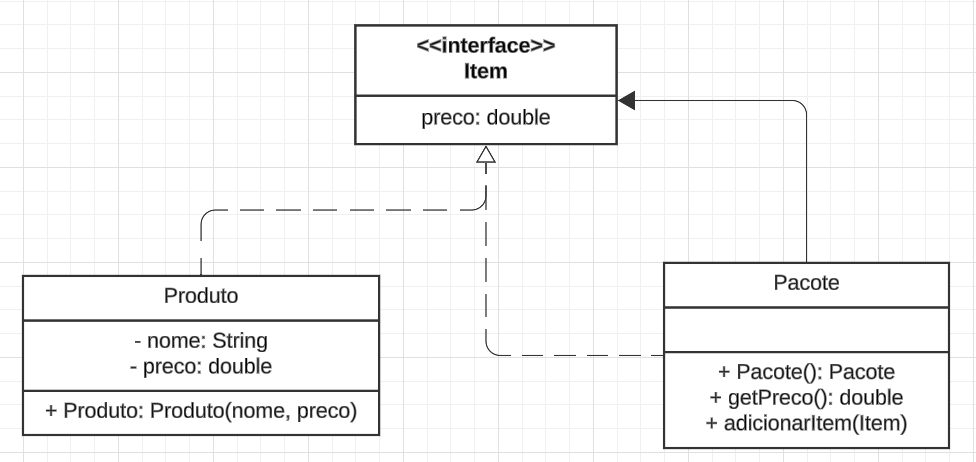 <<interface>>
Item
preco: double
Produto
- nome: String
- preco: double
+ Produto: Produto(nome, preco)
Pacote
+ Pacote(): Pacote
+ getPreco(): double
+ adicionarItem(Item)